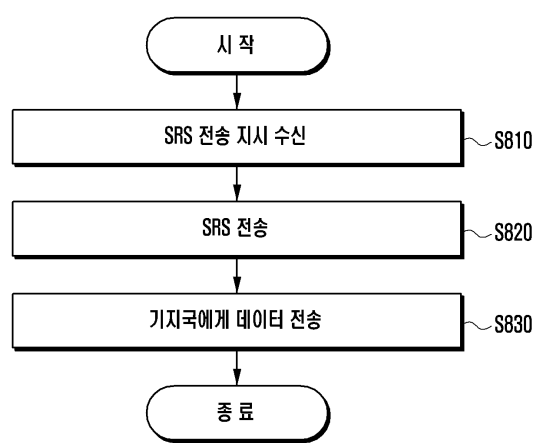 시 작
SRS 전송 지시 수신
S810
SRS 전송
S820
기지국에게 데이터 전송
S830
종 료